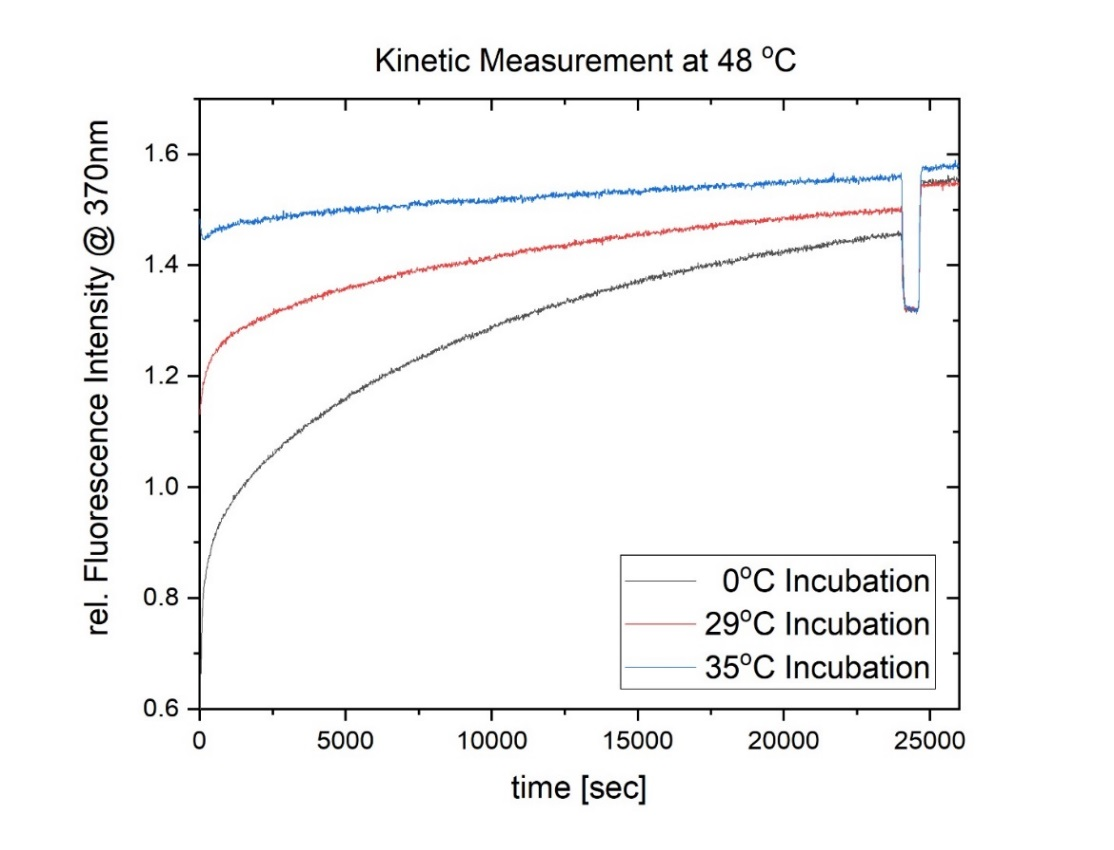 Kinetic Measurement at 48 °C
rel. Fluorescence Intensity @ 370nm
1.6
1.4
1.2
1.0
0.8
0.6
0°C Incubation
29°C Incubation
35°C Incubation
0 5000 10000 15000 20000 25000
time [sec]